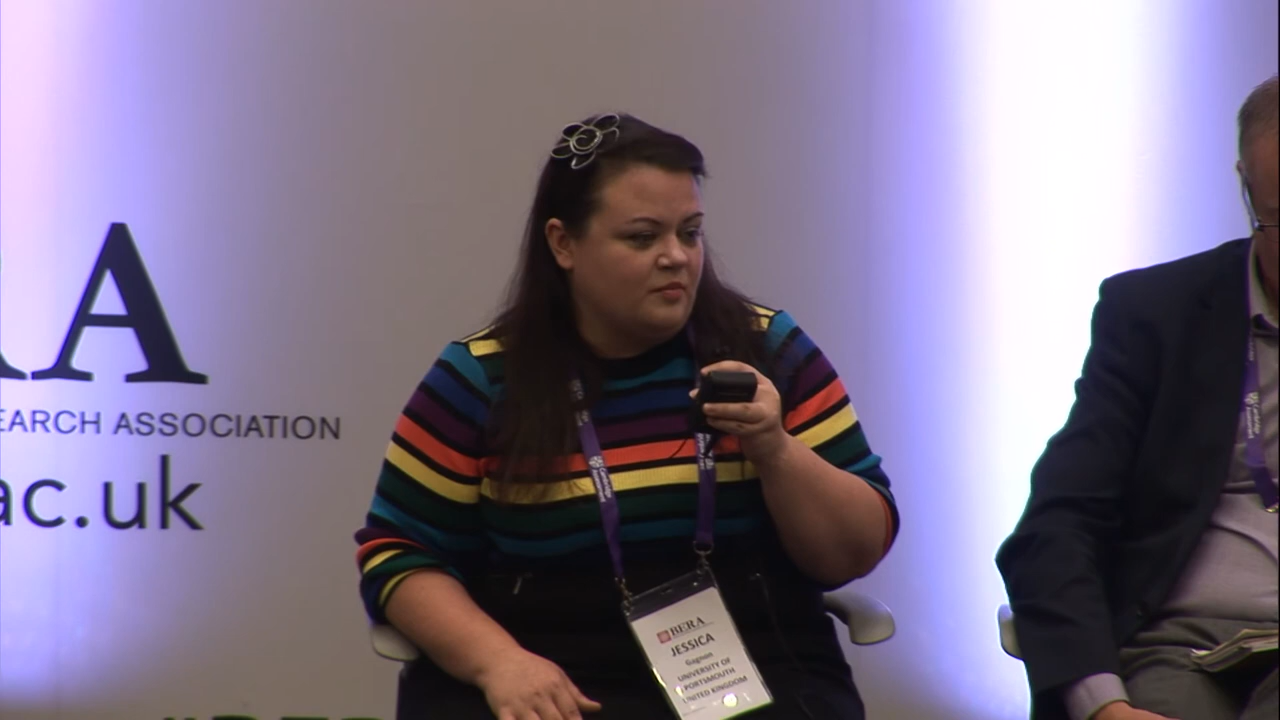 RA
EARCH ASSOCIATION
ac.uk
BERA
JESSICA
Gagnon
UNIVERSITY OF
PORTSMOUTH
UNITED KINGDOM